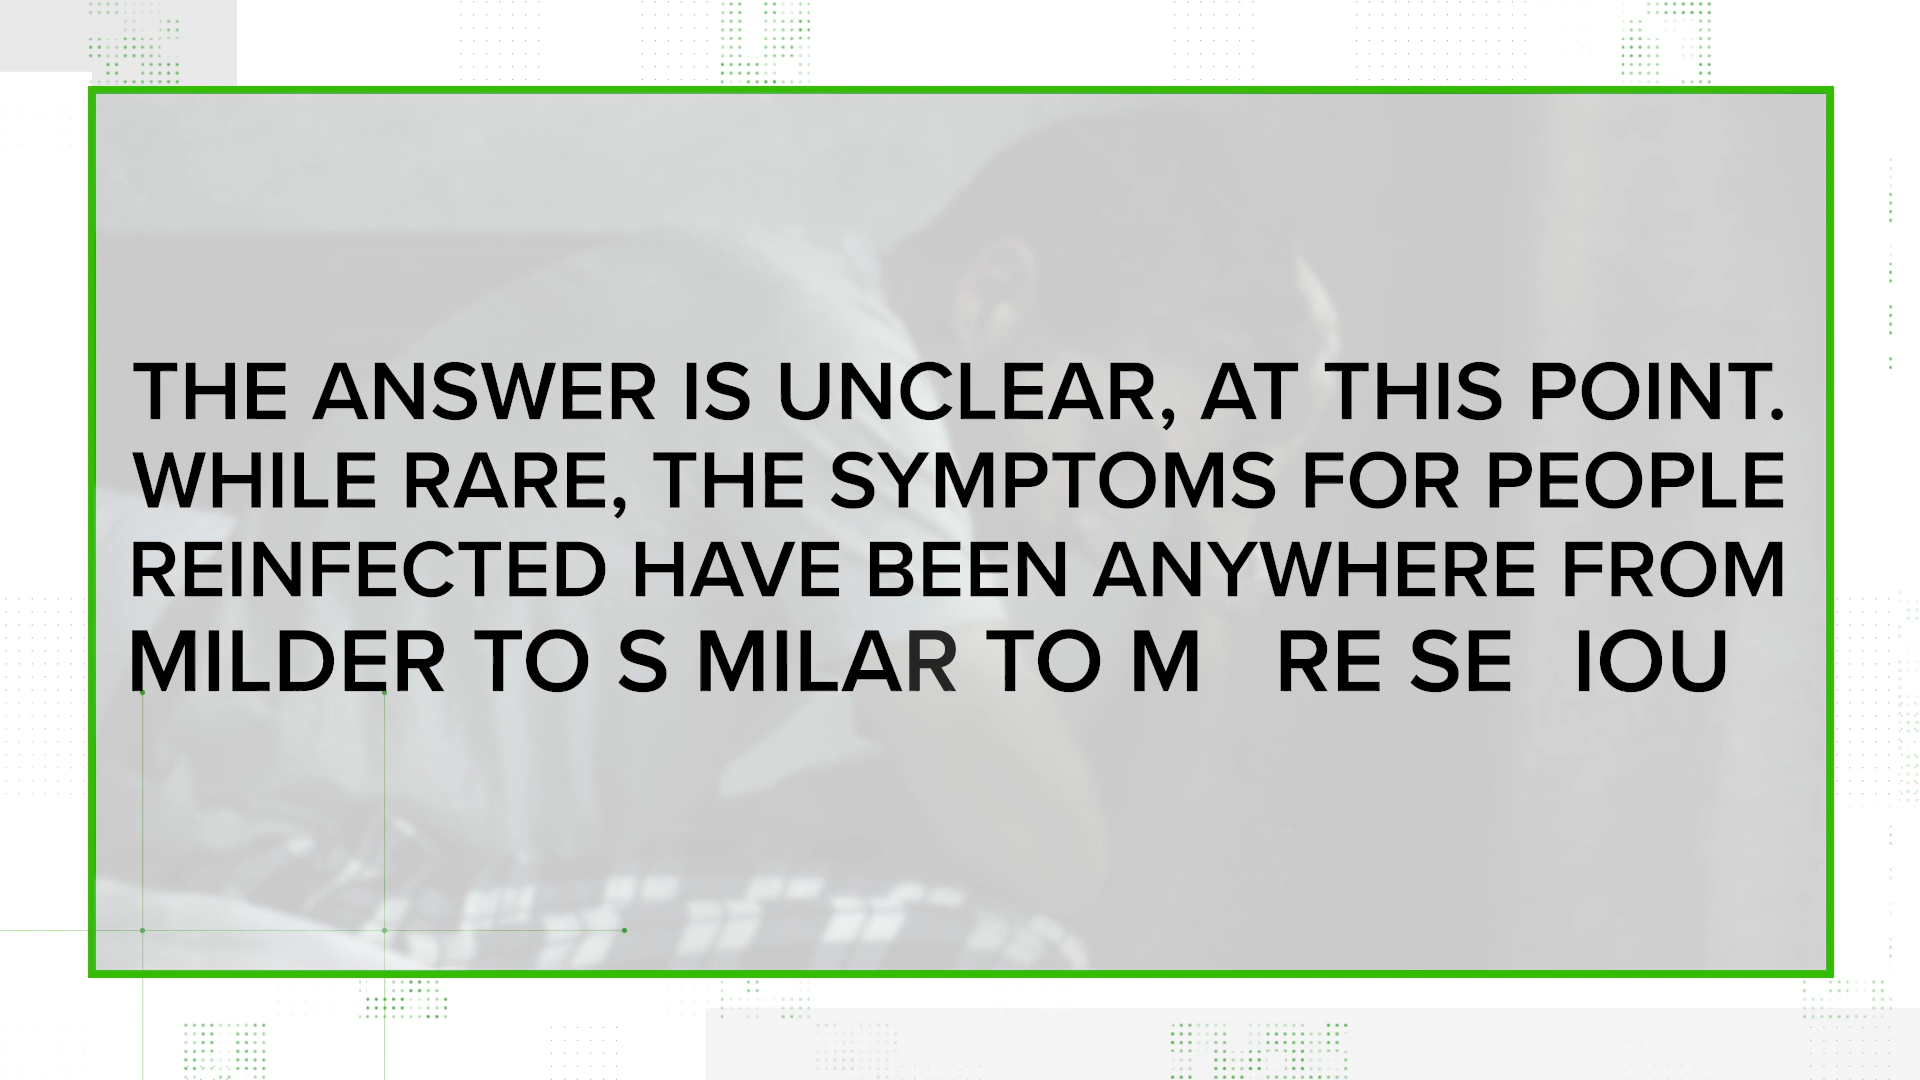 THE ANSWER IS UNCLEAR, AT THIS POINT.
WHILE RARE, THE SYMPTOMS FOR PEOPLE
REINFECTED HAVE BEEN ANYWHERE FROM
MILDER TO S MILAR TO M RE SE IOU